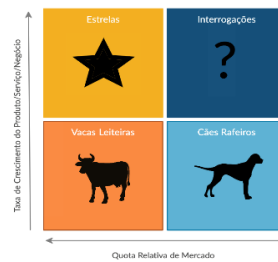 Estrelas
Interrogações
?
Vacas Leiteiras
Cães Rafeiros
Taxa de Crescimento do Produto/Serviço/Negócio
Quota Relativa de Mercado